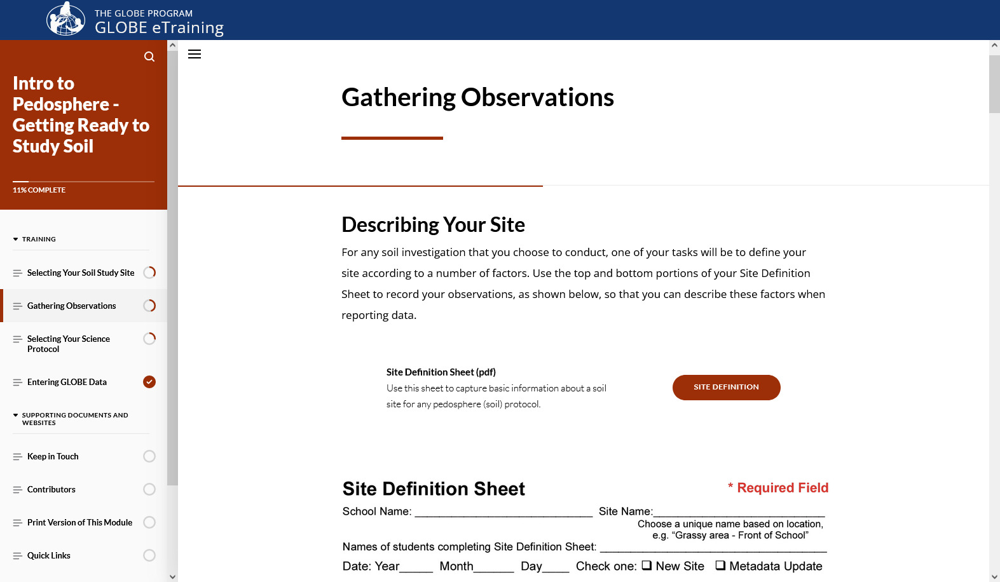 THE GLOBE PROGRAM
GLOBE eTraining
Intro to
Pedosphere -
Getting Ready to
Study Soil
11% COMPLETE
TRAINING
Selecting Your Soil Study Site
Gathering Observations
Selecting Your Science
Protocol
Entering GLOBE Data
SUPPORTING DOCUMENTS AND
WEBSITES
Keep in Touch
Contributors
Print Version of This Module
Quick Links
Gathering Observations
Describing Your Site
For any soil investigation that you choose to conduct, one of your tasks will be to define your
site according to a number of factors. Use the top and bottom portions of your Site Definition
Sheet to record your observations, as shown below, so that you can describe these factors when
reporting data.
Site Definition Sheet (pdf)
Use this sheet to capture basic information about a soil
site for any pedosphere (soil) protocol.
SITE DEFINITION
Site Definition Sheet * Required Field
School Name: ______________________________ Site Name:_____________________________
Choose a unique name based on location,
e.g. “Grassy area - Front of School”
Names of students completing Site Definition Sheet: ______________________________________
Date: Year_____ Month______ Day____ Check one: ❑ New Site ❑ Metadata Update